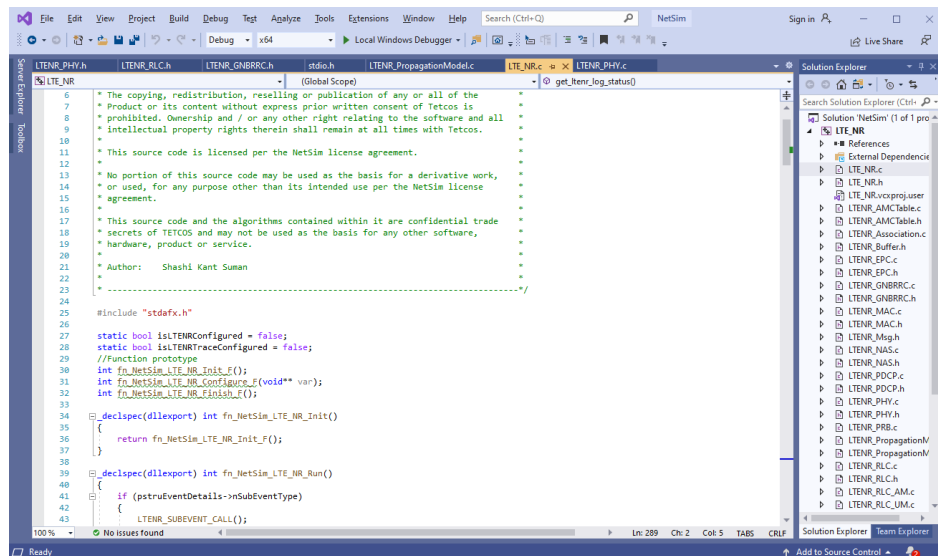 File Edit View Project Build Debug Test Analyze Tools Extensions Window Help Search (Ctrl+Q) NetSim Sign in
Debug x64 Local Windows Debugger Live Share
Server Explorer
Toolbox
LTENR_PHY.h LTENR_RLC.h LTENR_GNBRRC.h stdio.h LTENR_PropagationModel.c LTE_NR.c LTENR_PHY.c
LTE_NR (Global Scope) get_ltenr_log_status()
6 * The copying, redistribution, reselling or publication of any or all of the *
7 * Product or its content without express prior written consent of Tetcos is *
8 * prohibited. Ownership and / or any other right relating to the software and all *
9 * intellectual property rights therein shall remain at all times with Tetcos. *
10 * *
11 * This source code is licensed per the NetSim license agreement. *
12 * *
13 * No portion of this source code may be used as the basis for a derivative work, *
14 * or used, for any purpose other than its intended use per the NetSim license *
15 * agreement. *
16 * *
17 * This source code and the algorithms contained within it are confidential trade *
18 * secrets of TETCOS and may not be used as the basis for any other software, *
19 * hardware, product or service. *
20 * *
21 * Author: Shashi Kant Suman *
22 * *
23 * ----------------------------------------------------------------------------------*/
24
25 #include "stdafx.h"
26
27 static bool isLTENRConfigured = false;
28 static bool isLTENRTraceConfigured = false;
29 //Function prototype
30 int fn_NetSim_LTE_NR_Init_F();
31 int fn_NetSim_LTE_NR_Configure_F(void** var);
32 int fn_NetSim_LTE_NR_Finish_F();
33
34 _declspec(dllexport) int fn_NetSim_LTE_NR_Init()
35 {
36 return fn_NetSim_LTE_NR_Init_F();
37 }
38
39 _declspec(dllexport) int fn_NetSim_LTE_NR_Run()
40 {
41 if (pstruEventDetails->nSubEventType)
42 {
43 LTENR_SUBEVENT_CALL();
100 % No issues found Ln: 289 Ch: 2 Col: 5 TABS CRLF
Solution Explorer
Search Solution Explorer (Ctrl+
Solution 'NetSim' (1 of 1 pro
LTE_NR
References
External Dependencie
LTE_NR.c
LTE_NR.h
LTE_NR.vcxproj.user
LTENR_AMCTable.c
LTENR_AMCTable.h
LTENR_Association.c
LTENR_Buffer.h
LTENR_EPC.c
LTENR_EPC.h
LTENR_GNBRRC.c
LTENR_GNBRRC.h
LTENR_MAC.c
LTENR_MAC.h
LTENR_Msg.h
LTENR_NAS.c
LTENR_NAS.h
LTENR_PDCP.c
LTENR_PDCP.h
LTENR_PHY.c
LTENR_PHY.h
LTENR_PRB.c
LTENR_PropagationM
LTENR_PropagationM
LTENR_RLC.c
LTENR_RLC.h
LTENR_RLC_AM.c
LTENR_RLC_UM.c
Solution Explorer Team Explorer
Ready Add to Source Control 2